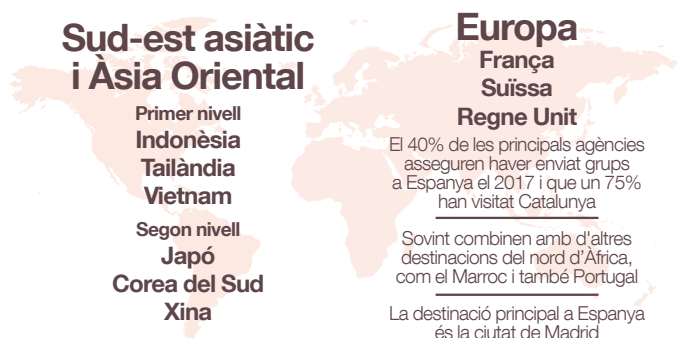 Sud-est asiàtic
i Àsia Oriental
Primer nivell
Indonèsia
Tailàndia
Vietnam
Segon nivell
Japó
Corea del Sud
Xina
Europa
França
Suïssa
Regne Unit
El 40% de les principals agències
asseguren haver enviat grups
a Espanya el 2017 i que un 75%
han visitat Catalunya
Sovint combinen amb d'altres
destinacions del nord d'Àfrica,
com el Marroc i també Portugal
La destinació principal a Espanya
és la ciutat de Madrid